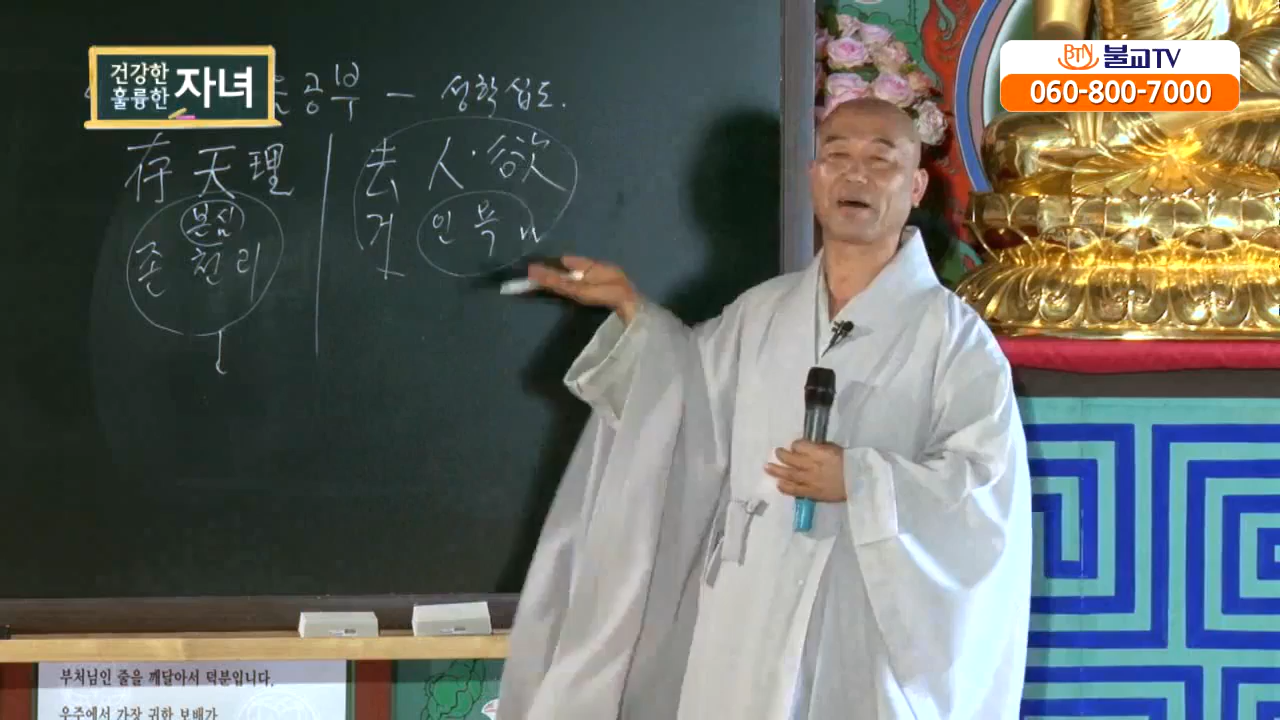 건강한
훌륭한 자녀
BTN 불교TV
060-800-7000
공부 — 성학십도.
存天理 | 去人·欲
본심
존천리 거 인욕
부처님인 줄을 깨달아서 덕분입니다.
우주에서 가장 귀한 보배가